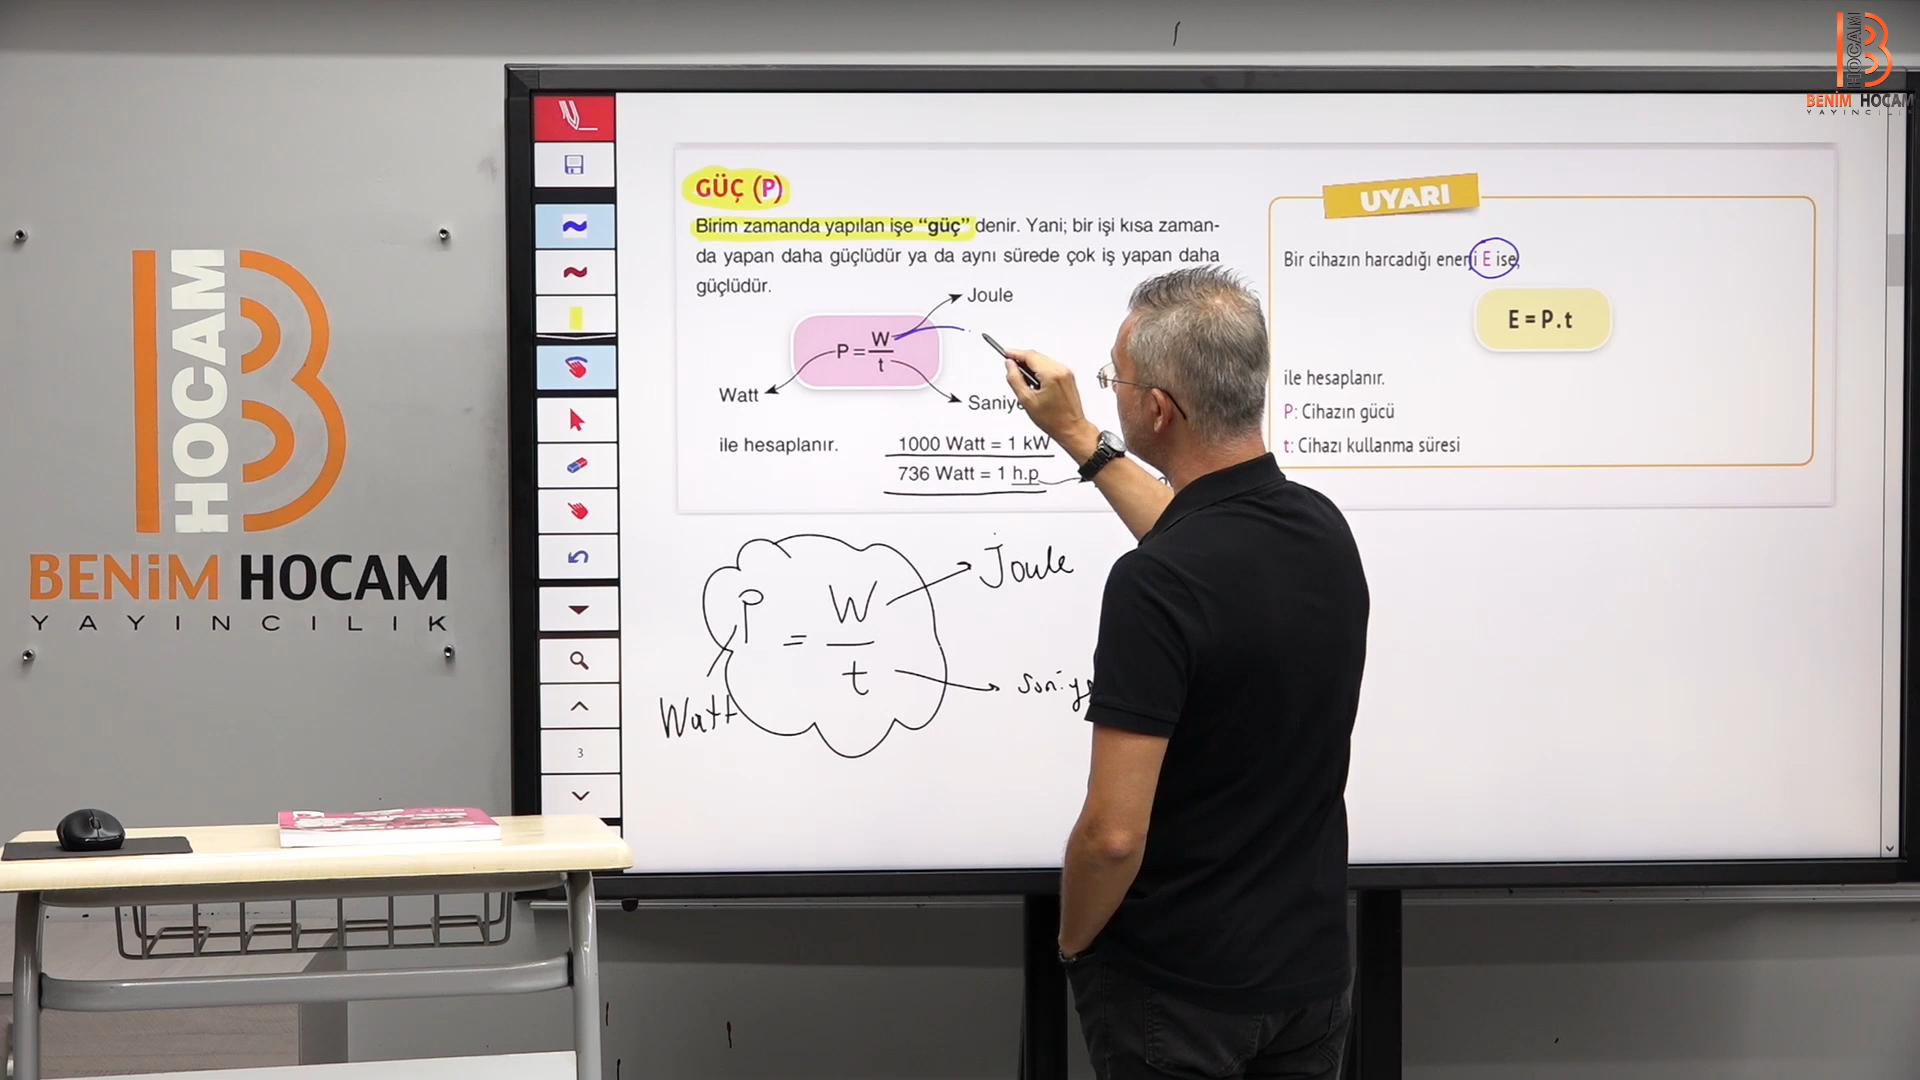 HOCAM
B
BENİM HOCAM
YAYINCILIK
HOCAM
B
BENİM HOCAM
YAYINCILIK
GÜÇ (P)
Birim zamanda yapılan işe “güç” denir. Yani; bir işi kısa zaman-
da yapan daha güçlüdür ya da aynı sürede çok iş yapan daha
güçlüdür.
Joule
P = W
t
Watt
ile hesaplanır.
1000 Watt = 1 kW
736 Watt = 1 h.p
UYARI
Bir cihazın harcadığı enerji E ise,
E = P . t
ile hesaplanır.
P: Cihazın gücü
t: Cihazı kullanma süresi
P = W
t
Joule
Watt
3